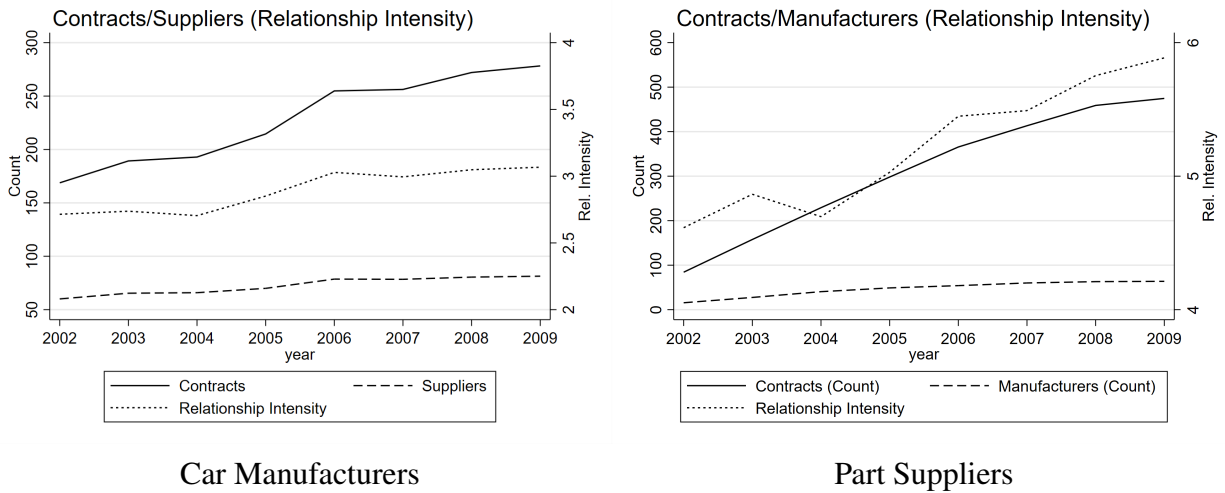 Contracts/Suppliers (Relationship Intensity)
300
250
200
150
100
50
Count
4
3.5
3
2.5
2
Rel. Intensity
2002 2003 2004 2005 2006 2007 2008 2009
year
Contracts
Suppliers
Relationship Intensity
Car Manufacturers
Contracts/Manufacturers (Relationship Intensity)
600
500
400
300
200
100
0
Count
6
5
4
Rel. Intensity
2002 2003 2004 2005 2006 2007 2008 2009
year
Contracts (Count)
Manufacturers (Count)
Relationship Intensity
Part Suppliers